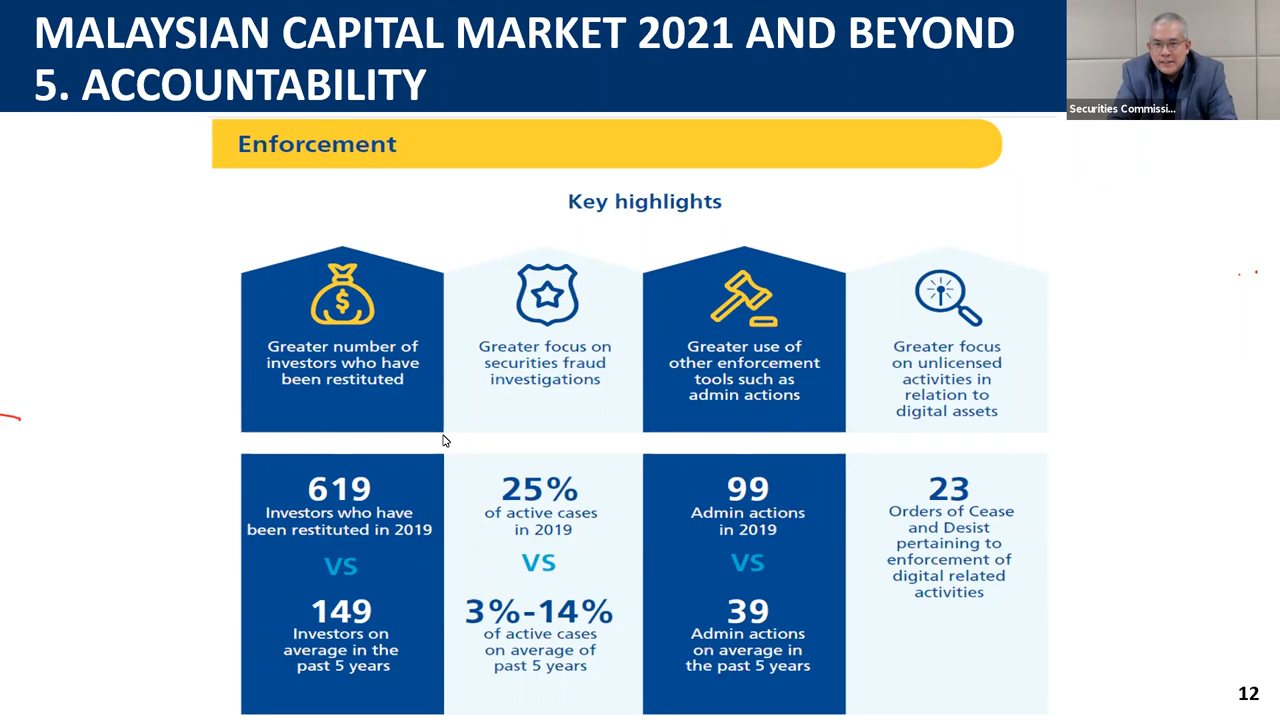 MALAYSIAN CAPITAL MARKET 2021 AND BEYOND
5. ACCOUNTABILITY
Securities Commissi...
Enforcement
Key highlights
Greater number of
investors who have
been restituted
Greater focus on
securities fraud
investigations
Greater use of
other enforcement
tools such as
admin actions
Greater focus
on unlicensed
activities in
relation to
digital assets
619
Investors who have
been restituted in 2019
VS
149
Investors on
average in the
past 5 years
25%
of active cases
in 2019
VS
3%-14%
of active cases
on average of
past 5 years
99
Admin actions
in 2019
VS
39
Admin actions
on average in
the past 5 years
23
Orders of Cease
and Desist
pertaining to
enforcement of
digital related
activities
12